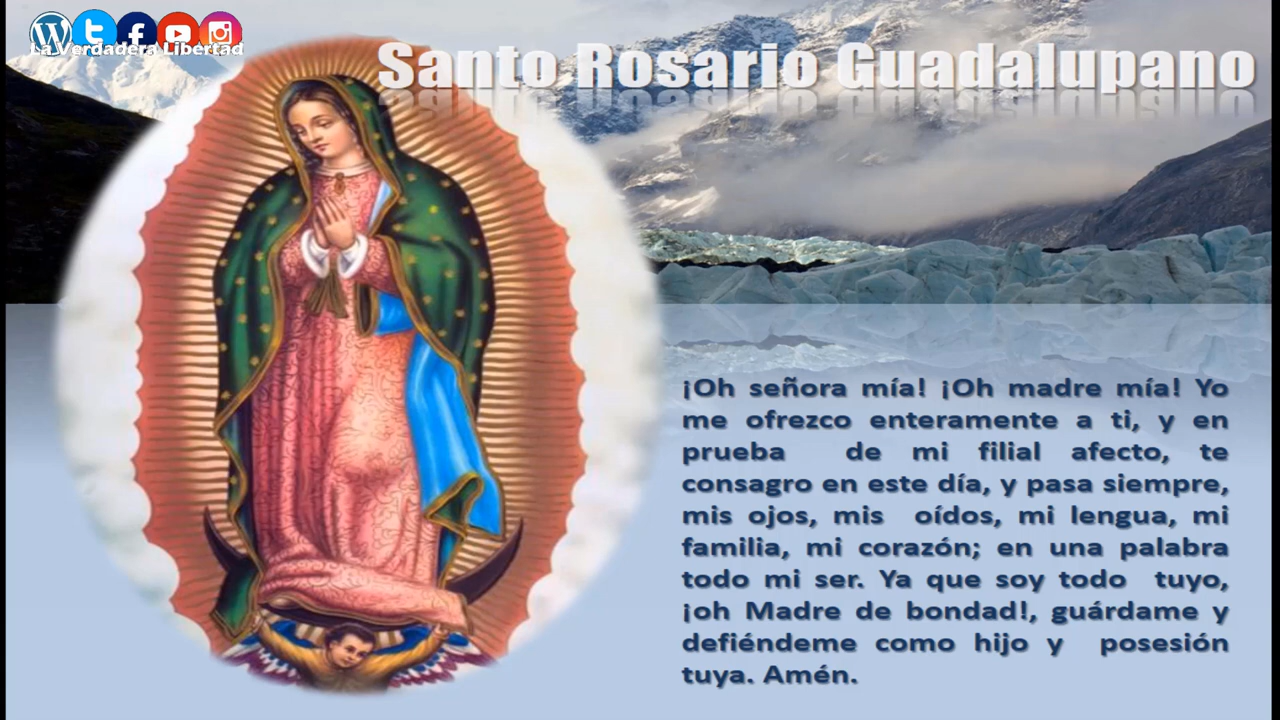 La Verdadera Libertad
Santo Rosario Guadalupano
¡Oh señora mía! ¡Oh madre mía! Yo
me ofrezco enteramente a ti, y en
prueba de mi filial afecto, te
consagro en este día, y pasa siempre,
mis ojos, mis oídos, mi lengua, mi
familia, mi corazón; en una palabra
todo mi ser. Ya que soy todo tuyo,
¡oh Madre de bondad!, guárdame y
defiéndeme como hijo y posesión
tuya. Amén.